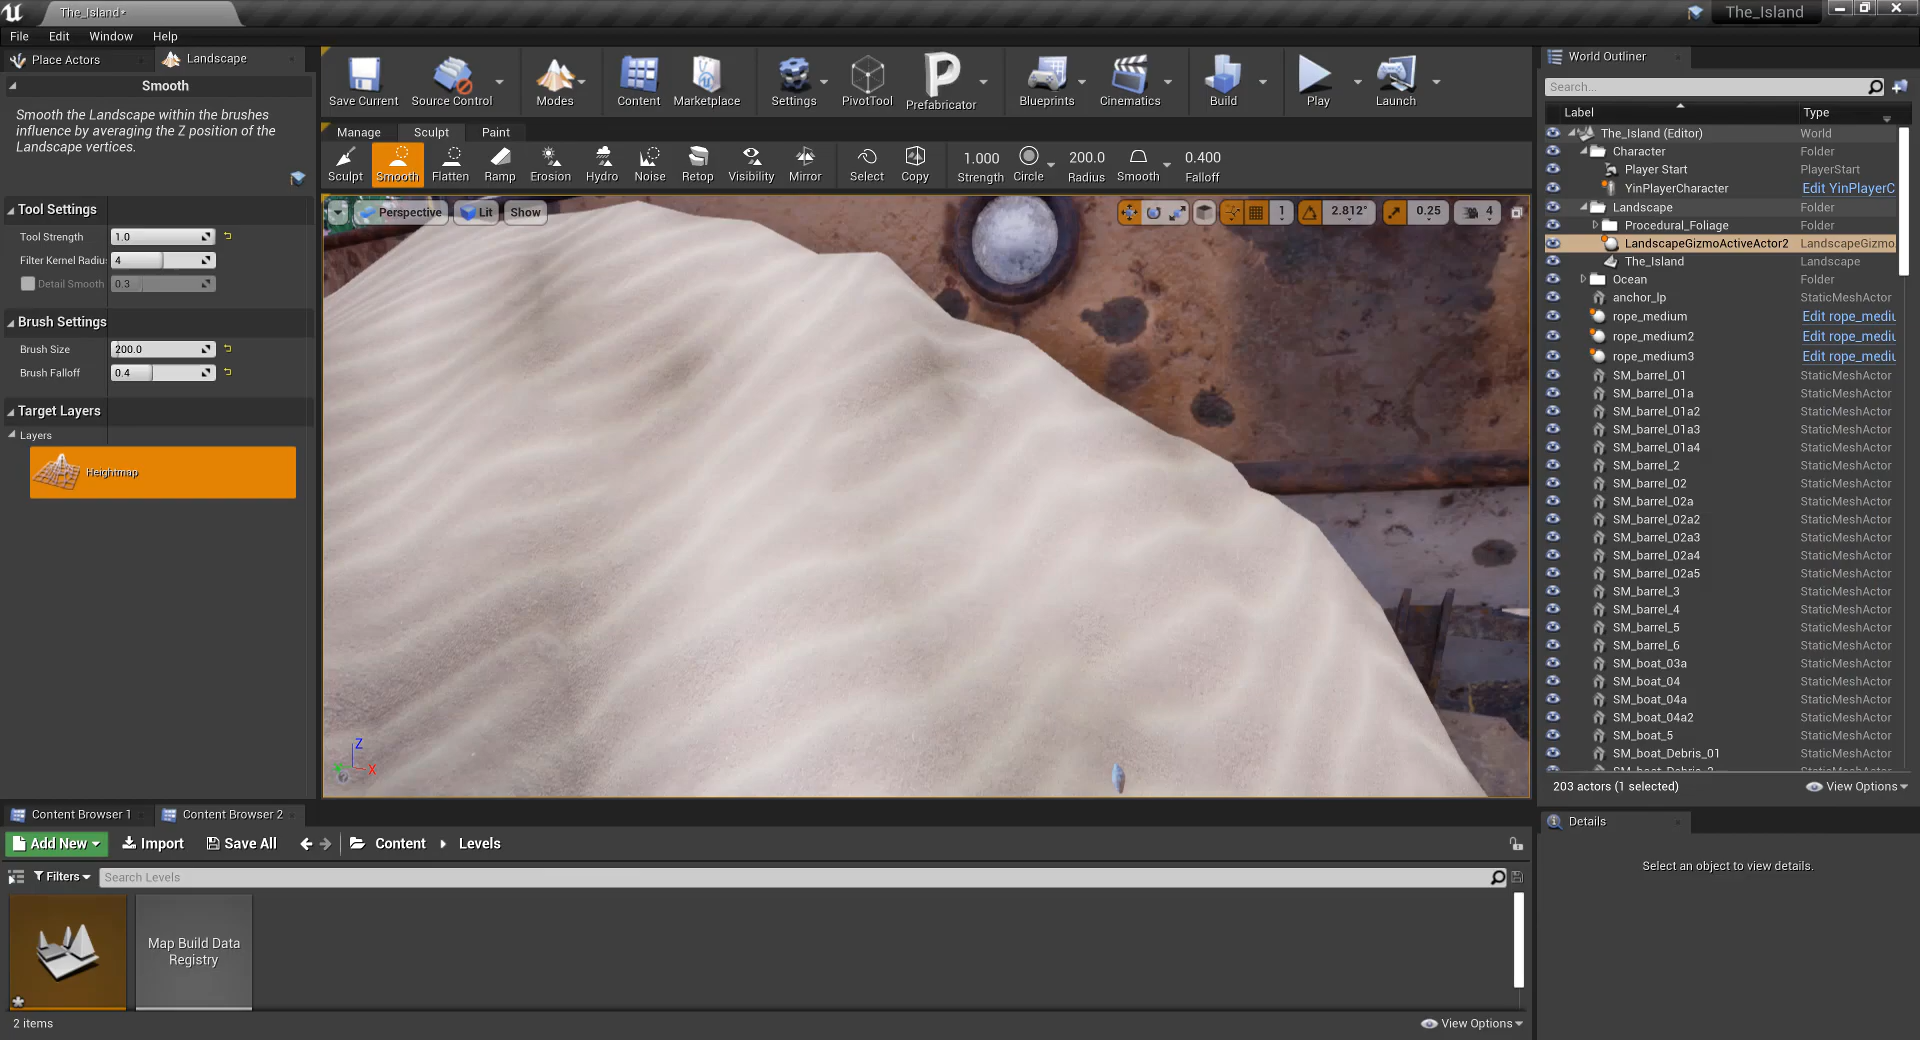 The_Island*
The_Island
File Edit Window Help
Place Actors
Landscape
Smooth
Smooth the Landscape within the brushes
influence by averaging the Z position of the
Landscape vertices.
Tool Settings
Tool Strength 1.0
Filter Kernel Radiu 4
Detail Smooth 0.3
Brush Settings
Brush Size 200.0
Brush Falloff 0.4
Target Layers
Layers
Heightmap
Save Current Source Control Modes Content Marketplace Settings PivotTool Prefabricator Blueprints Cinematics Build Play Launch
Manage Sculpt Paint
Sculpt Smooth Flatten Ramp Erosion Hydro Noise Retop Visibility Mirror Select Copy
1.000 200.0 0.400
Strength Circle Radius Smooth Falloff
Perspective Lit Show
1 2.812° 0.25 4
Z
X
World Outliner
Search...
Label Type
The_Island (Editor) World
Character Folder
Player Start PlayerStart
YinPlayerCharacter Edit YinPlayerC
Landscape Folder
Procedural_Foliage Folder
LandscapeGizmoActiveActor2 LandscapeGizmo
The_Island Landscape
Ocean Folder
anchor_lp StaticMeshActor
rope_medium Edit rope_mediu
rope_medium2 Edit rope_mediu
rope_medium3 Edit rope_mediu
SM_barrel_01 StaticMeshActor
SM_barrel_01a StaticMeshActor
SM_barrel_01a2 StaticMeshActor
SM_barrel_01a3 StaticMeshActor
SM_barrel_01a4 StaticMeshActor
SM_barrel_2 StaticMeshActor
SM_barrel_02 StaticMeshActor
SM_barrel_02a StaticMeshActor
SM_barrel_02a2 StaticMeshActor
SM_barrel_02a3 StaticMeshActor
SM_barrel_02a4 StaticMeshActor
SM_barrel_02a5 StaticMeshActor
SM_barrel_3 StaticMeshActor
SM_barrel_4 StaticMeshActor
SM_barrel_5 StaticMeshActor
SM_barrel_6 StaticMeshActor
SM_boat_03a StaticMeshActor
SM_boat_04 StaticMeshActor
SM_boat_04a StaticMeshActor
SM_boat_04a2 StaticMeshActor
SM_boat_5 StaticMeshActor
SM_boat_Debris_01 StaticMeshActor
203 actors (1 selected) View Options
Details
Select an object to view details.
Content Browser 1
Content Browser 2
Add New Import Save All Content Levels
Filters Search Levels
Map Build Data
Registry
2 items View Options